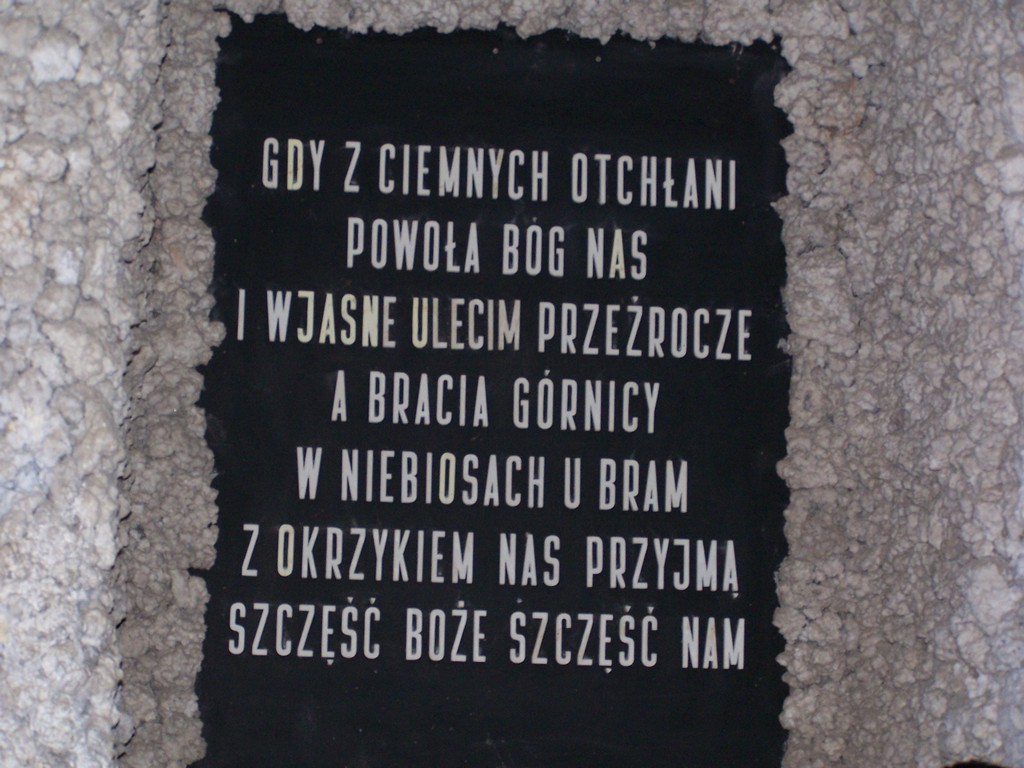 GDY Z CIEMNYCH OTCHŁANI
POWOŁA BÓG NAS
I WJASNE ULECIM PRZEŹROCZE
A BRACIA GÓRNICY
W NIEBIOSACH U BRAM
Z OKRZYKIEM NAS PRZYJMĄ
SZCZĘŚĆ BOŻE SZCZĘŚĆ NAM